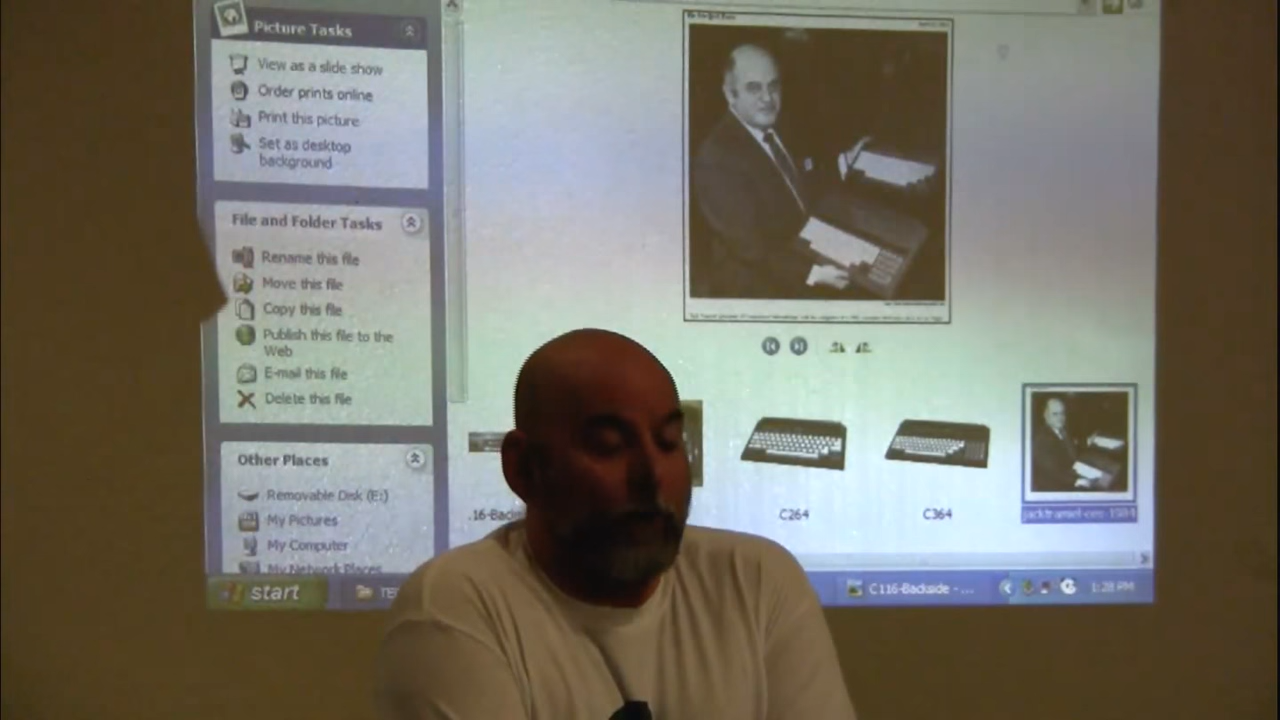 Picture Tasks
View as a slide show
Order prints online
Print this picture
Set as desktop
background
File and Folder Tasks
Rename this file
Move this file
Copy this file
Publish this file to the
Web
E-mail this file
Delete this file
Other Places
Removable Disk (E:)
My Pictures
My Computer
My Network Places
C264
C364
start
C116-Backside - ...
1:28 PM